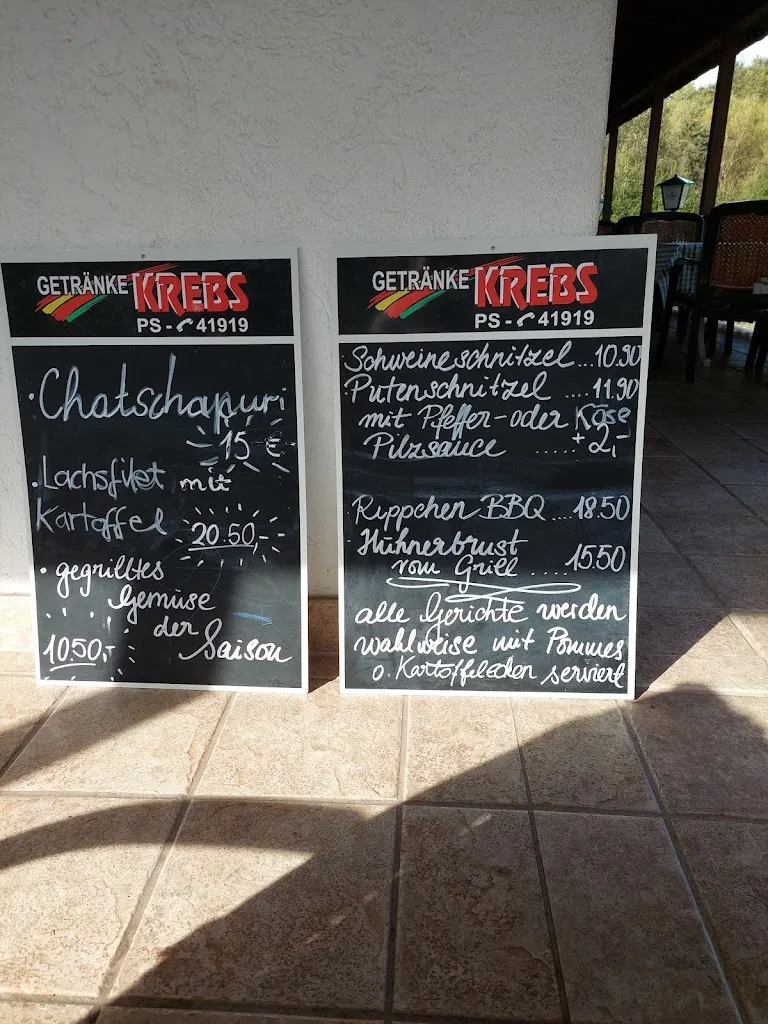 GETRÄNKE KREBS
PS - 41919
· Chatschapuri
15 €
· Lachsfilet mit
Kartoffel
20.50,-
· gegrilltes
Gemüse
der
Saison
10.50,-
GETRÄNKE KREBS
PS - 41919
Schweineschnitzel ... 10.90
Putenschnitzel ..... 11.90
mit Pfeffer- oder Käse
Pilzsauce ..... +2,-
Rippchen BBQ .... 18.50
Hühnerbrust
vom Grill ..... 15.50
alle Gerichte werden
wahlweise mit Pommes
o. Kartoffelecken serviert